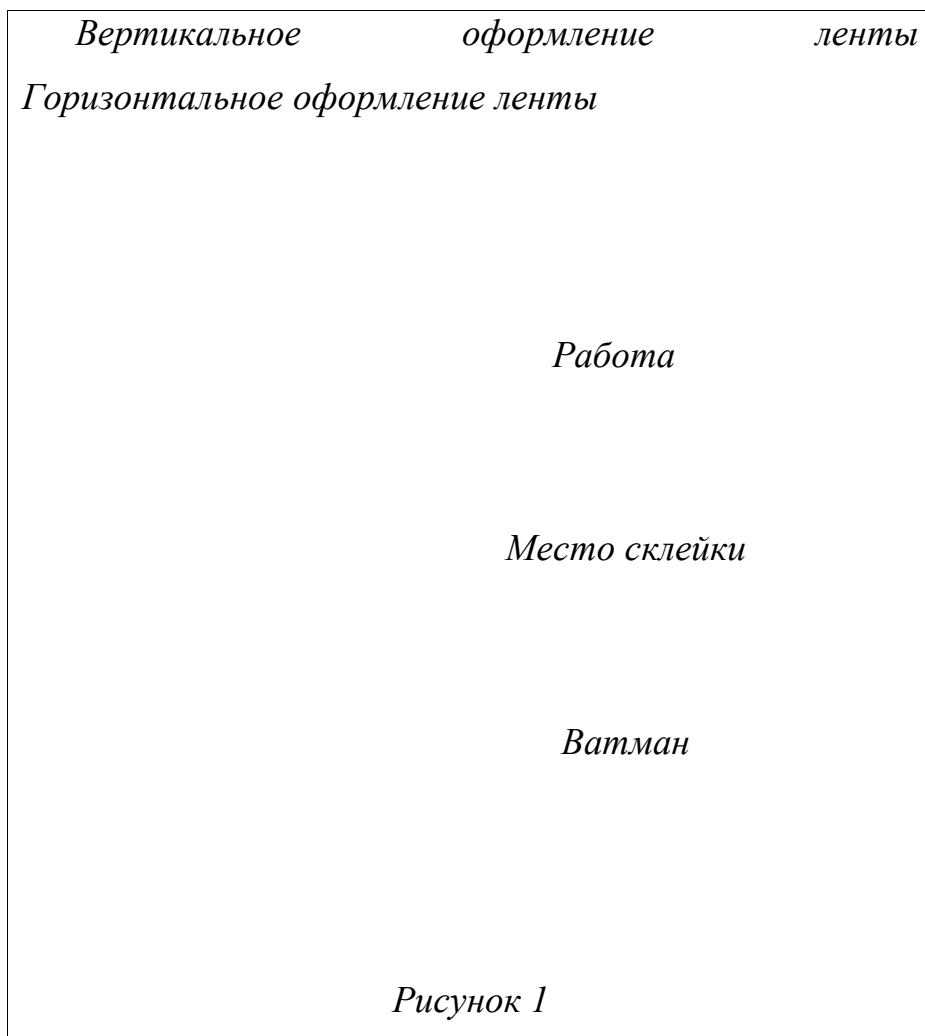 Вертикальное оформление ленты
Горизонтальное оформление ленты
Работа
Место склейки
Ватман
Рисунок 1